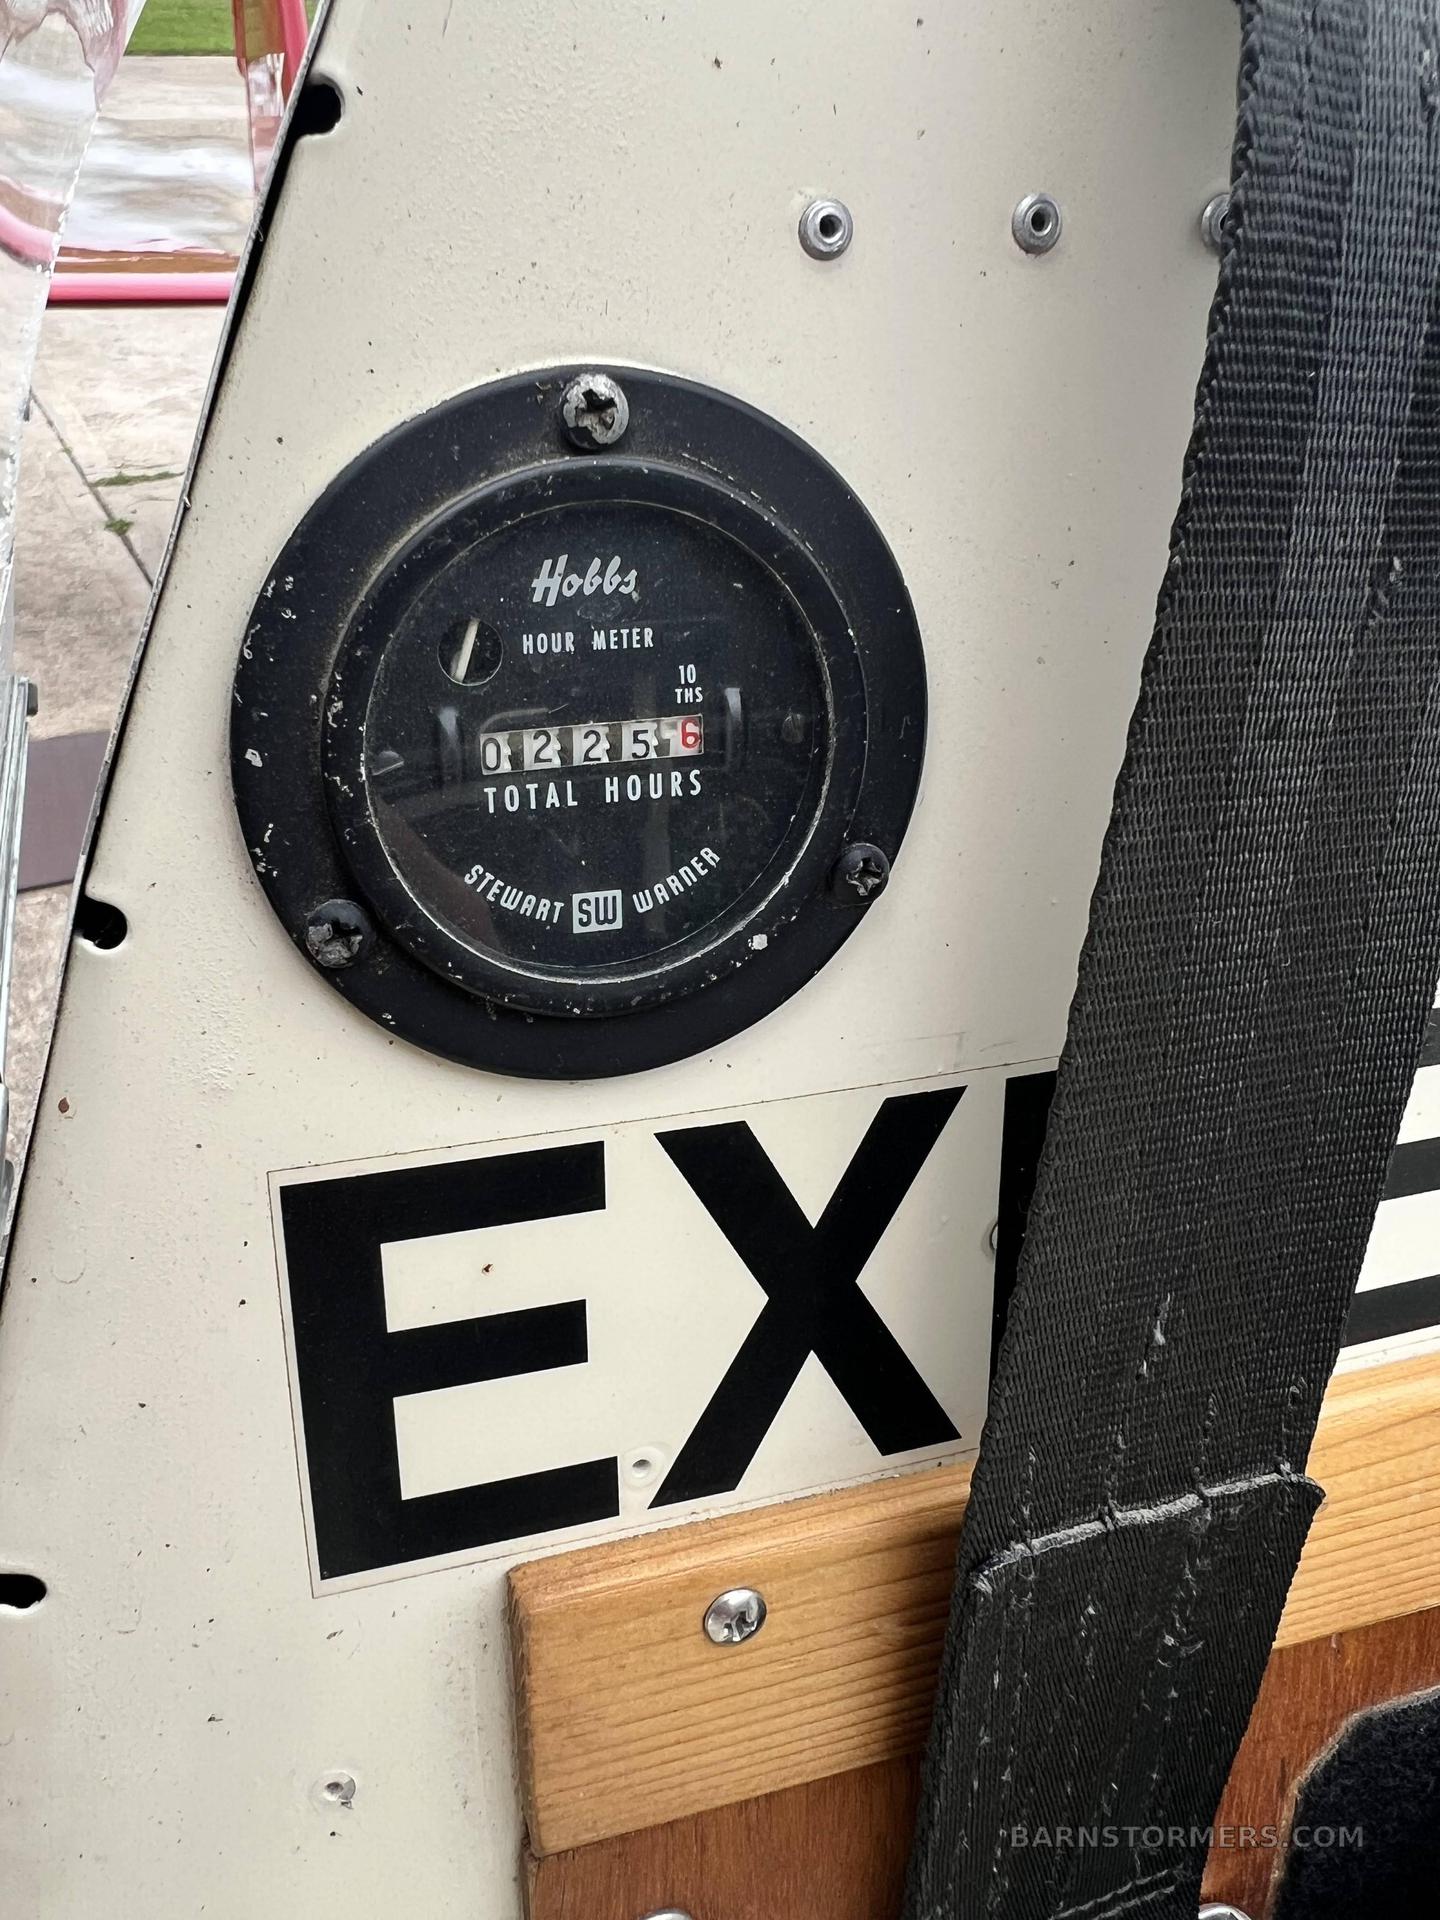 Hobbs
HOUR METER
10
THS
0 2 2 5 6
TOTAL HOURS
STEWART SW WARNER
EX
BARNSTORMERS.COM